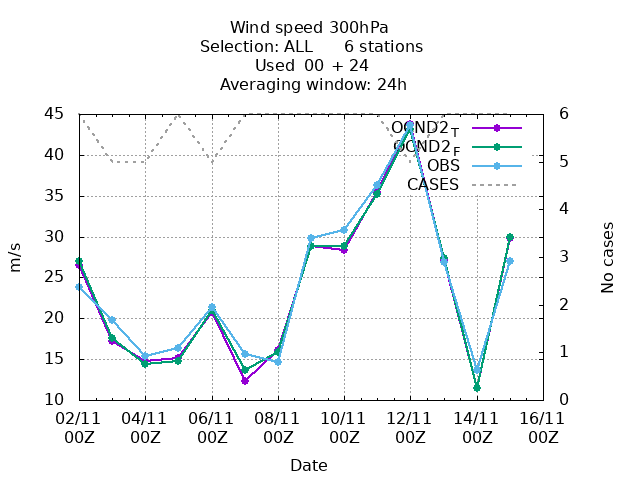 Wind speed 300hPa
Selection: ALL 6 stations
Used 00 + 24
Averaging window: 24h
45
40
35
30
25
20
15
10
m/s
6
5
4
3
2
1
0
No cases
OCND2 T
OCND2 F
OBS
CASES
02/11 04/11 06/11 08/11 10/11 12/11 14/11 16/11
00Z 00Z 00Z 00Z 00Z 00Z 00Z 00Z
Date